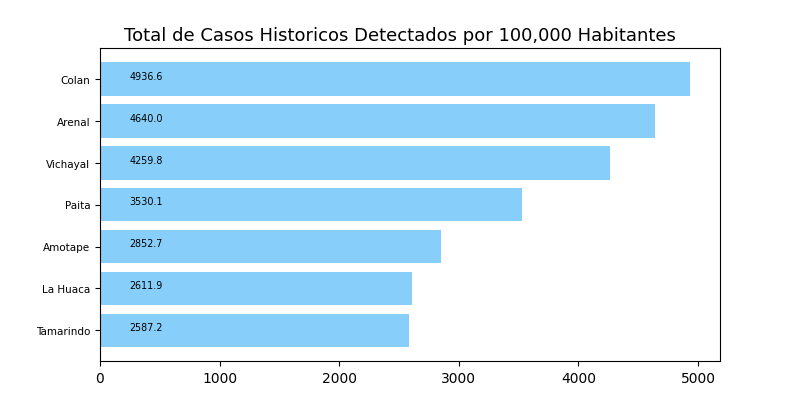 Total de Casos Historicos Detectados por 100,000 Habitantes
Colan 4936.6
Arenal 4640.0
Vichayal 4259.8
Paita 3530.1
Amotape 2852.7
La Huaca 2611.9
Tamarindo 2587.2
0 1000 2000 3000 4000 5000